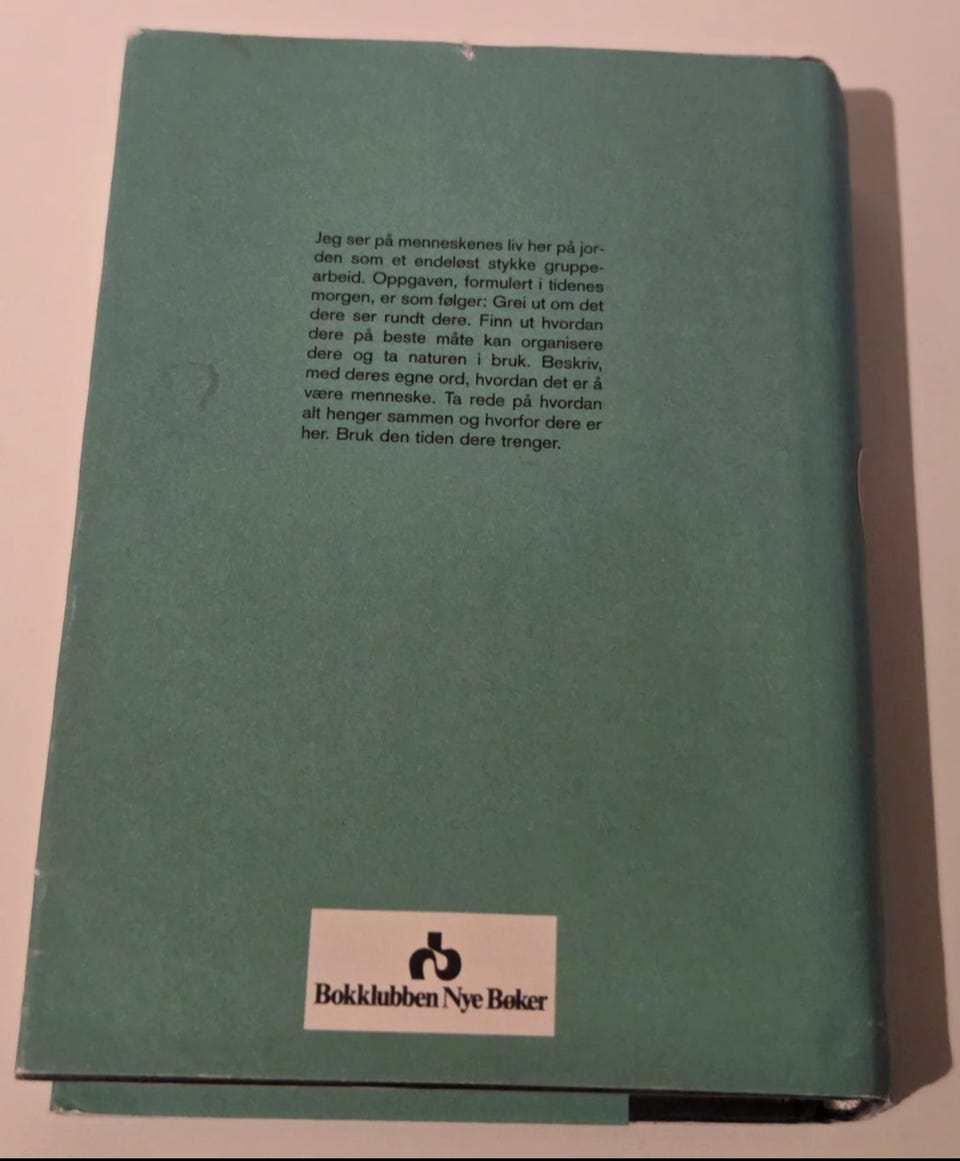 Jeg ser på menneskenes liv her på jor-
den som et endeløst stykke gruppe-
arbeid. Oppgaven, formulert i tidenes
morgen, er som følger: Grei ut om det
dere ser rundt dere. Finn ut hvordan
dere på beste måte kan organisere
dere og ta naturen i bruk. Beskriv,
med deres egne ord, hvordan det er å
være menneske. Ta rede på hvordan
alt henger sammen og hvorfor dere er
her. Bruk den tiden dere trenger.
Bokklubben Nye Bøker